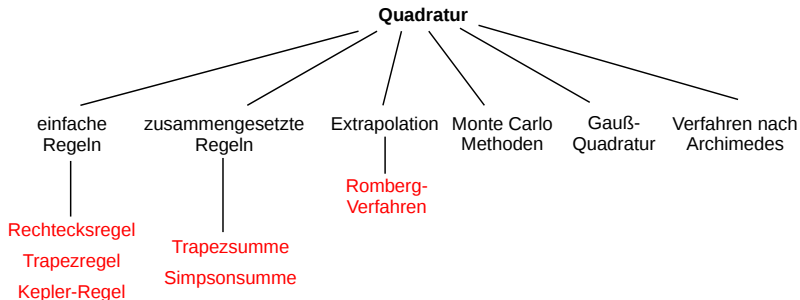 Quadratur
einfache
Regeln
zusammengesetzte
Regeln
Extrapolation
Monte Carlo
Methoden
Gauß-
Quadratur
Verfahren nach
Archimedes
Rechtecksregel
Trapezregel
Kepler-Regel
Trapezsumme
Simpsonsumme
Romberg-
Verfahren